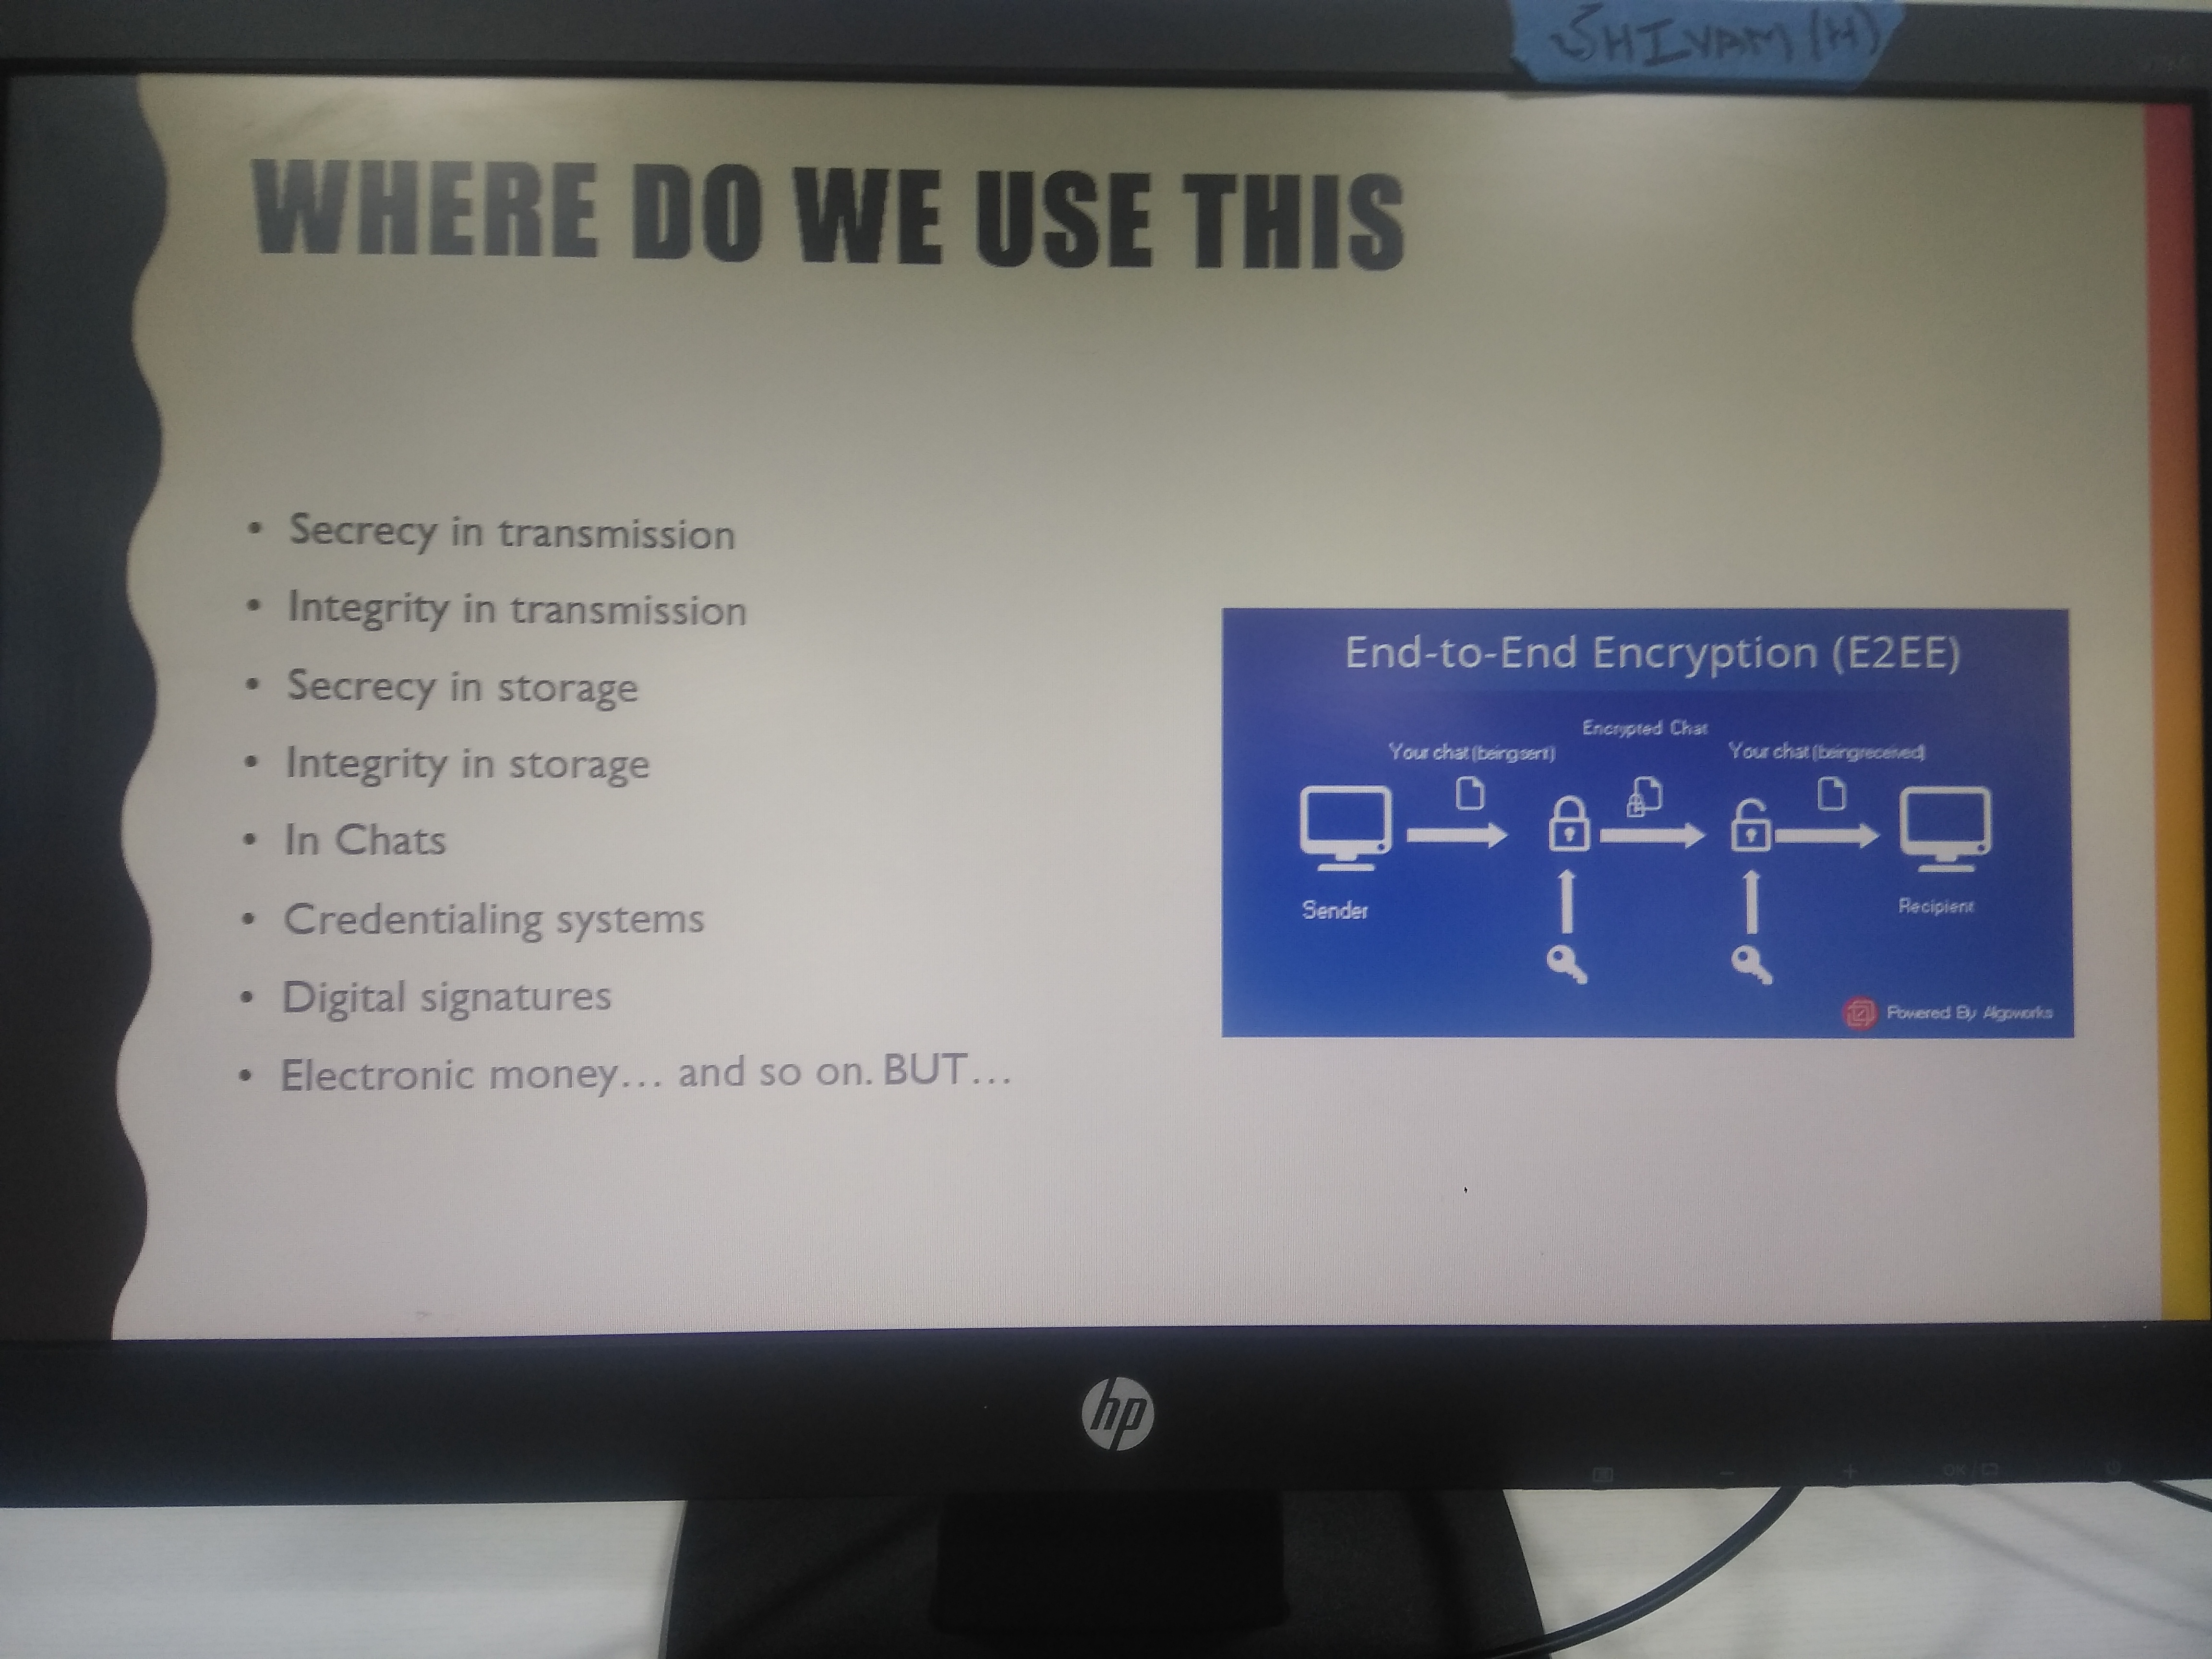 SHIVAM (H)
WHERE DO WE USE THIS
• Secrecy in transmission
• Integrity in transmission
• Secrecy in storage
• Integrity in storage
• In Chats
• Credentialing systems
• Digital signatures
• Electronic money... and so on. BUT...
End-to-End Encryption (E2EE)
Encrypted Chat
Your chat (being sent)
Your chat (being received)
Sender
Recipient
Powered By Algoworks
hp
OK